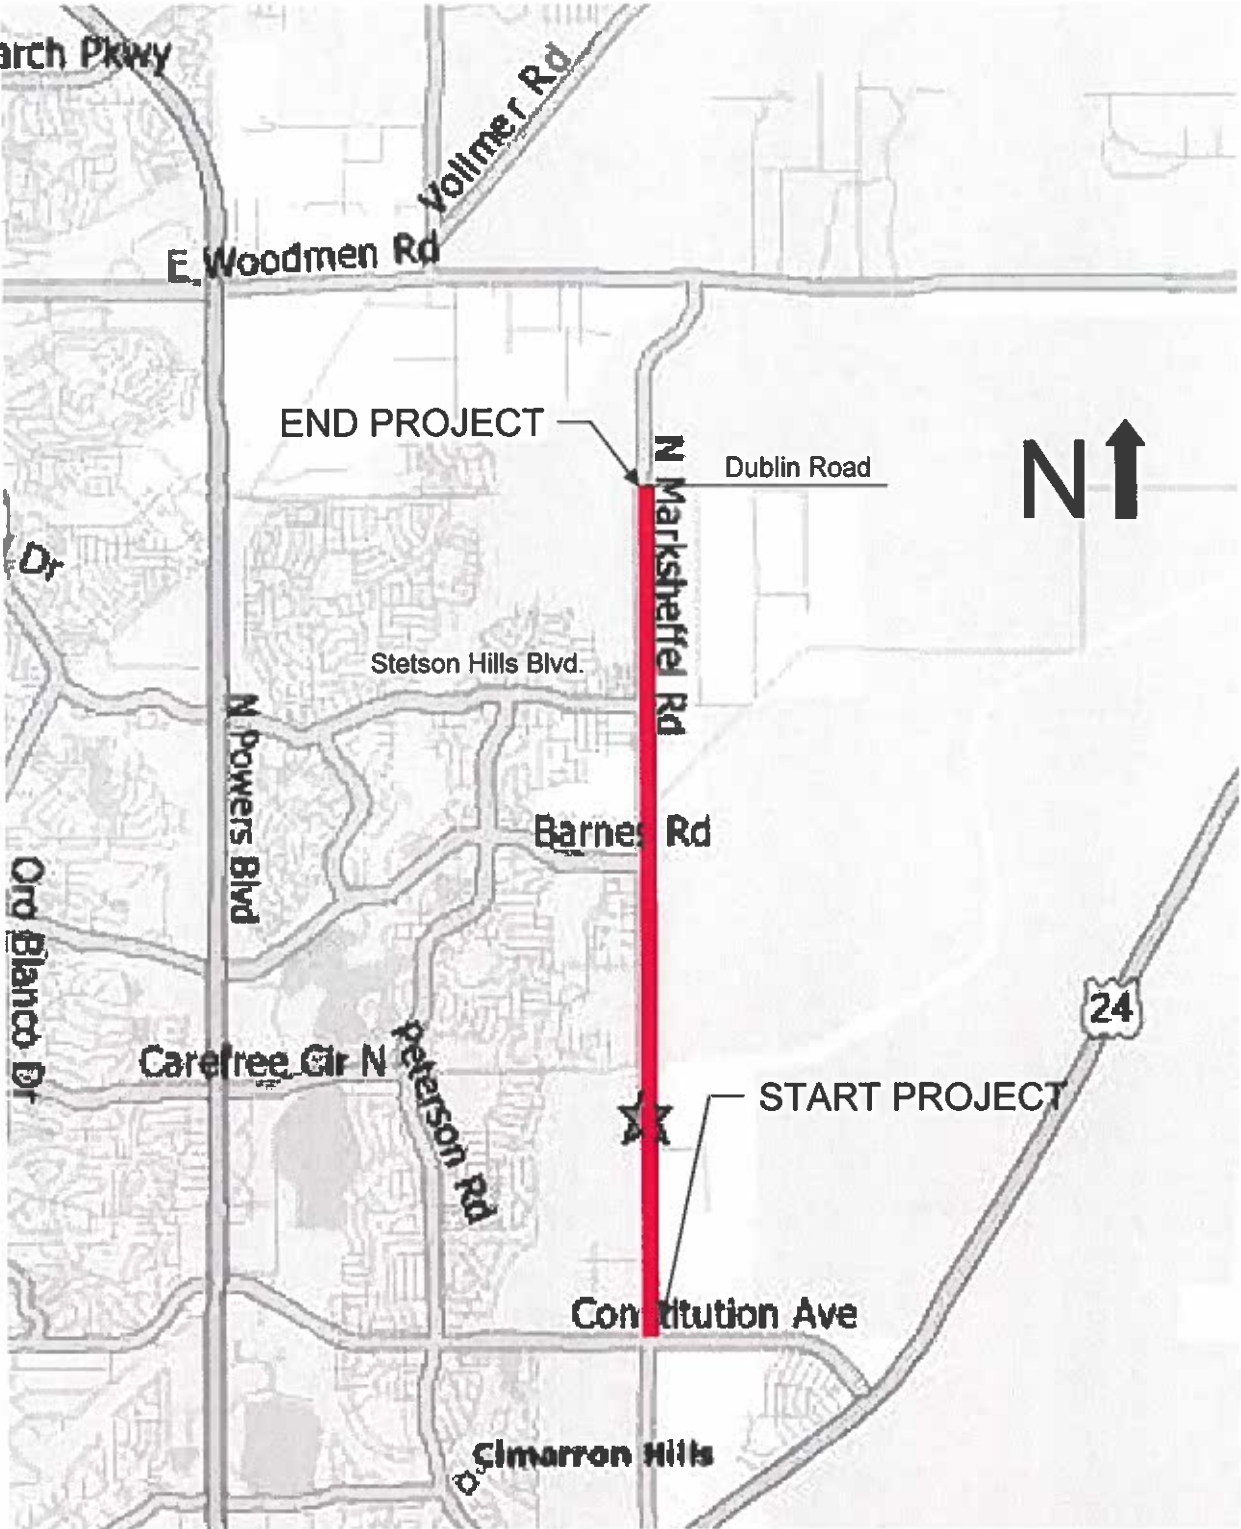 arch Pkwy
Vollmer Rd
E Woodmen Rd
END PROJECT
N Marksheffel Rd
Dublin Road
N
Dr
Stetson Hills Blvd.
N Powers Blvd
Barnes Rd
Oro Blanco Dr
24
Carefree Cir N
Peterson Rd
START PROJECT
Constitution Ave
Cimarron Hills